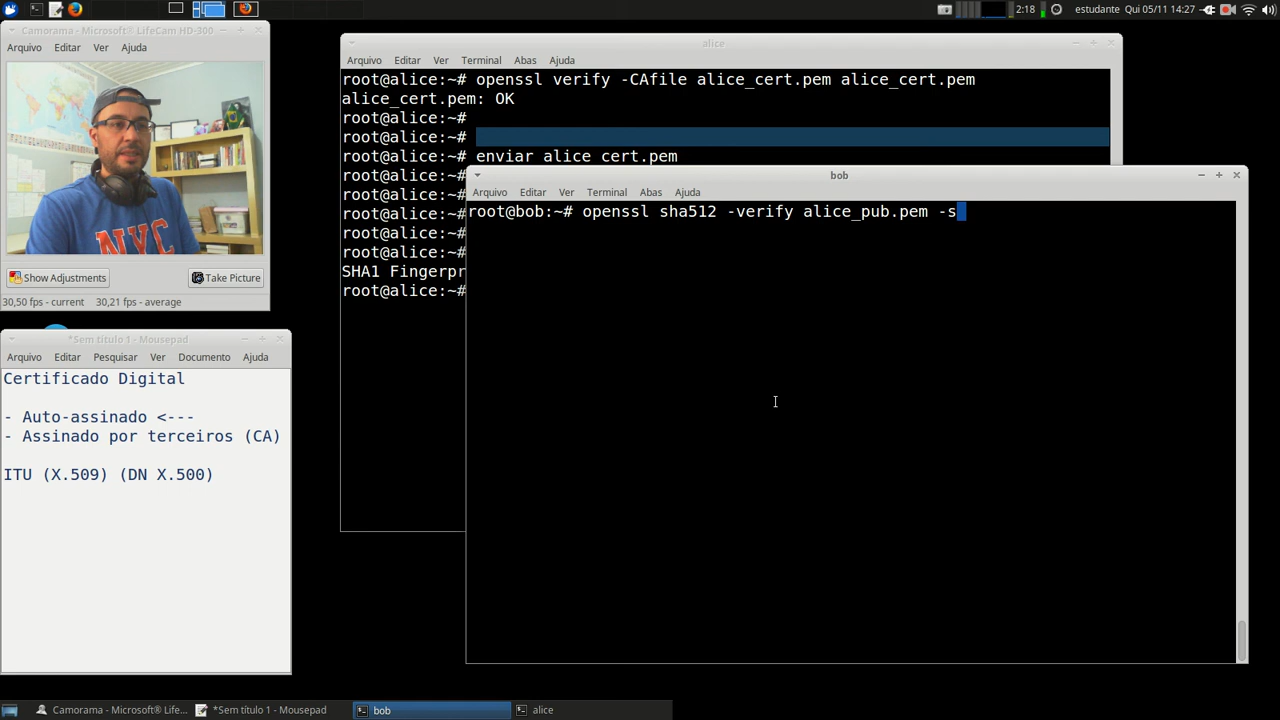 2:18
estudante Qui 05/11 14:27
Camorama - Microsoft® LifeCam HD-300
Arquivo Editar Ver Ajuda
NYC
Show Adjustments
Take Picture
30,50 fps - current 30,21 fps - average
alice
Arquivo Editar Ver Terminal Abas Ajuda
root@alice:~# openssl verify -CAfile alice_cert.pem alice_cert.pem
alice_cert.pem: OK
root@alice:~#
root@alice:~#
root@alice:~# enviar alice cert.pem
root@alice:~#
root@alice:~#
root@alice:~#
root@alice:~#
root@alice:~#
SHA1 Fingerpr
root@alice:~#
bob
Arquivo Editar Ver Terminal Abas Ajuda
root@bob:~# openssl sha512 -verify alice_pub.pem -s
*Sem título 1 - Mousepad
Arquivo Editar Pesquisar Ver Documento Ajuda
Certificado Digital
- Auto-assinado <---
- Assinado por terceiros (CA)
ITU (X.509) (DN X.500)
Camorama - Microsoft® Life...
*Sem título 1 - Mousepad
bob
alice